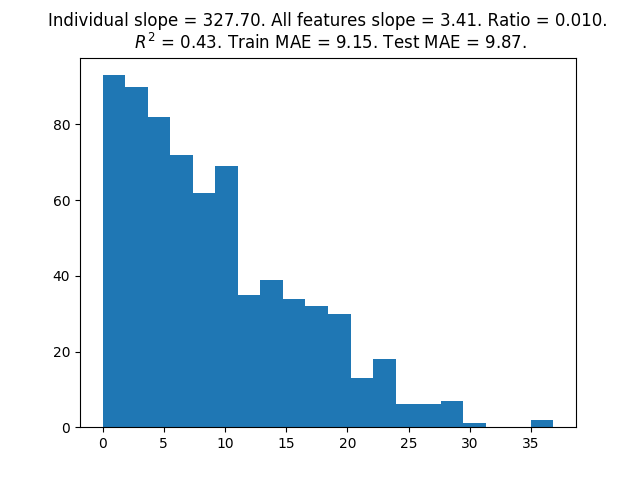 Individual slope = 327.70. All features slope = 3.41. Ratio = 0.010.
R² = 0.43. Train MAE = 9.15. Test MAE = 9.87.
80
60
40
20
0
0 5 10 15 20 25 30 35